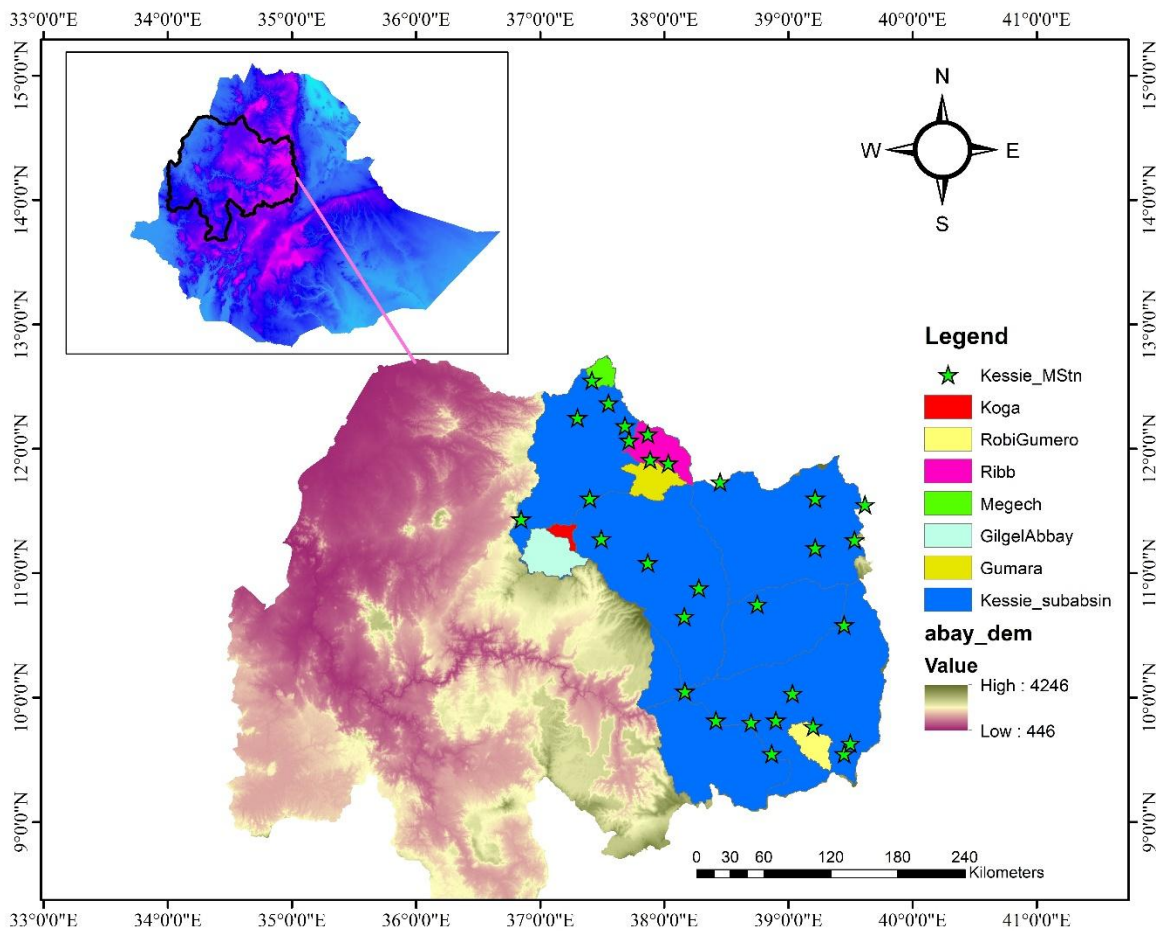 33°0'0"E 34°0'0"E 35°0'0"E 36°0'0"E 37°0'0"E 38°0'0"E 39°0'0"E 40°0'0"E 41°0'0"E
15°0'0"N 15°0'0"N
N
W E
S
14°0'0"N 14°0'0"N
13°0'0"N 13°0'0"N
Legend
Kessie_MStn
Koga
RobiGumero
Ribb
Megech
GilgelAbbay
Gumara
Kessie_subabsin
abay_dem
Value
High : 4246
Low : 446
12°0'0"N 12°0'0"N
11°0'0"N 11°0'0"N
10°0'0"N 10°0'0"N
9°0'0"N 9°0'0"N
0 30 60 120 180 240
Kilometers
33°0'0"E 34°0'0"E 35°0'0"E 36°0'0"E 37°0'0"E 38°0'0"E 39°0'0"E 40°0'0"E 41°0'0"E